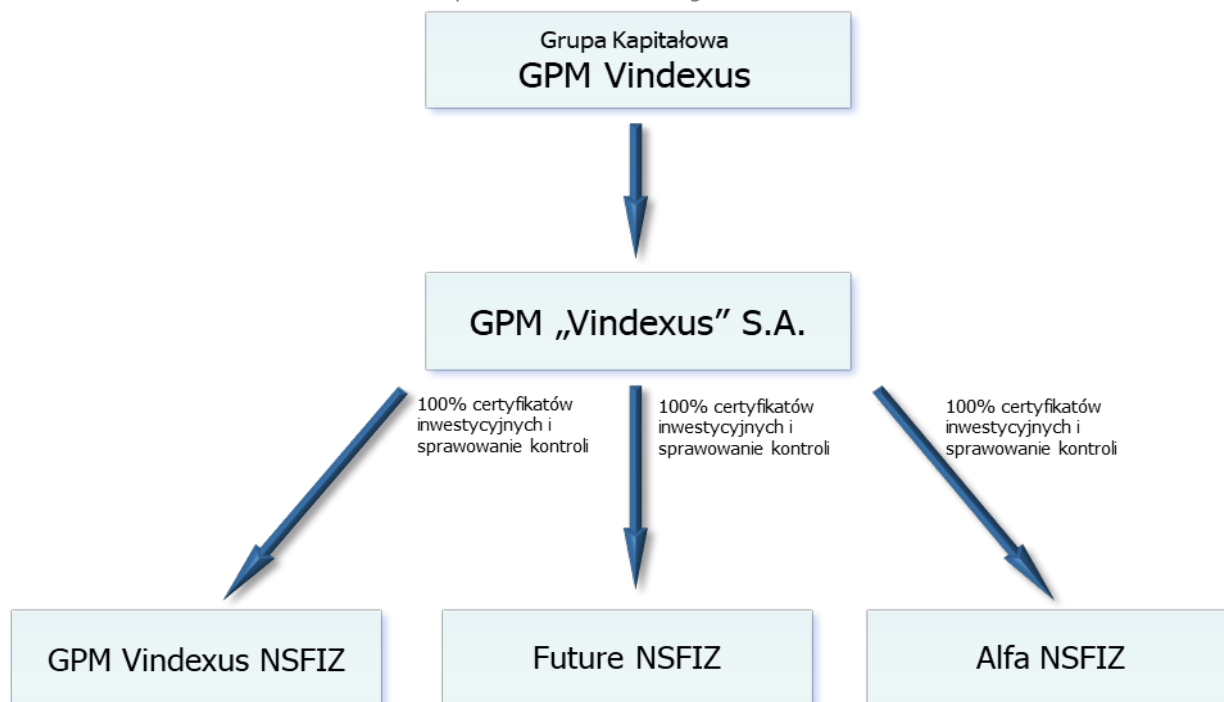 Grupa Kapitałowa
GPM Vindexus
GPM „Vindexus” S.A.
100% certyfikatów
inwestycyjnych i
sprawowanie kontroli
100% certyfikatów
inwestycyjnych i
sprawowanie kontroli
100% certyfikatów
inwestycyjnych i
sprawowanie kontroli
GPM Vindexus NSFIZ
Future NSFIZ
Alfa NSFIZ